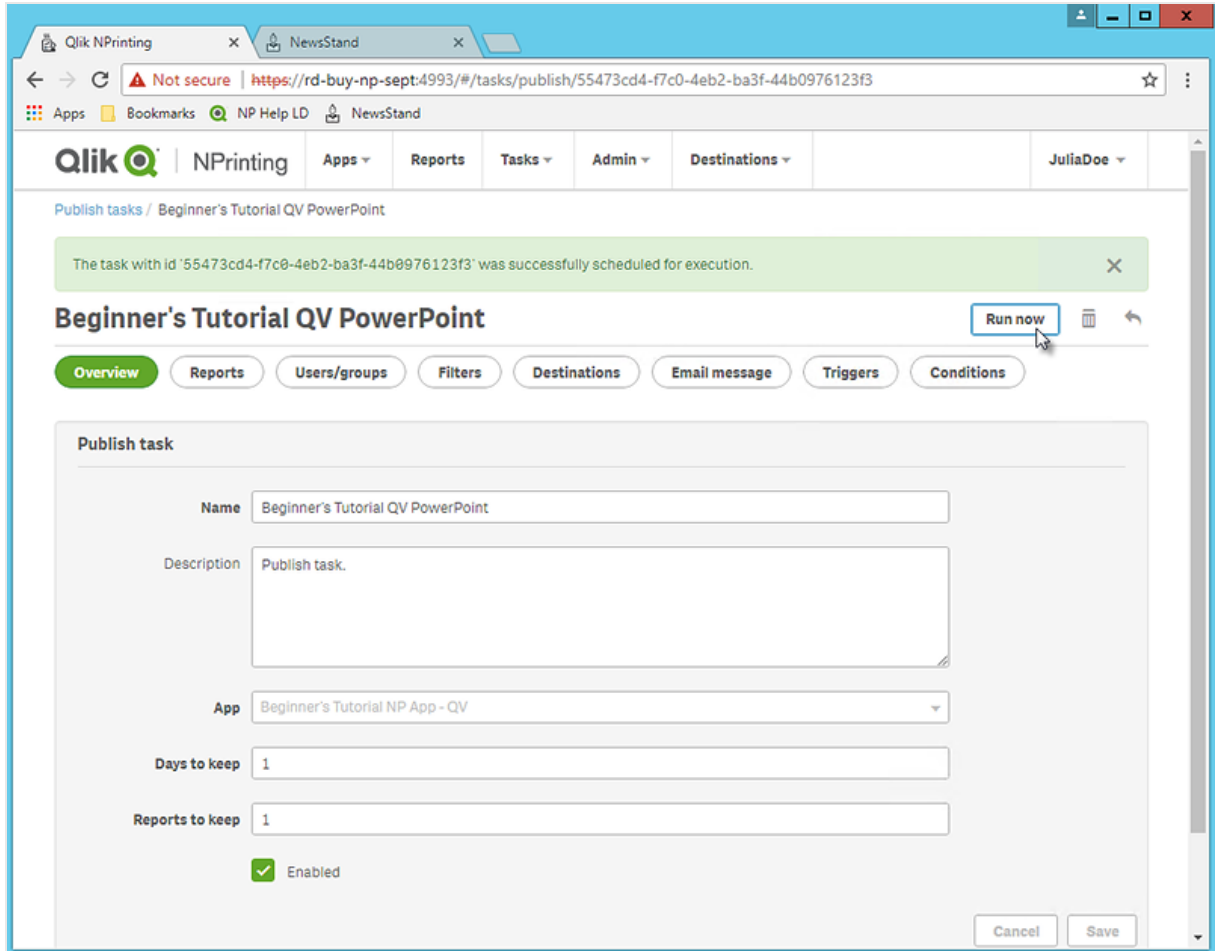 Qlik NPrinting
NewsStand
Not secure | https://rd-buy-np-sept:4993/#/tasks/publish/55473cd4-f7c0-4eb2-ba3f-44b0976123f3
Apps Bookmarks NP Help LD NewsStand
Qlik | NPrinting Apps Reports Tasks Admin Destinations JuliaDoe
Publish tasks / Beginner's Tutorial QV PowerPoint
The task with id '55473cd4-f7c0-4eb2-ba3f-44b0976123f3' was successfully scheduled for execution.
Beginner's Tutorial QV PowerPoint Run now
Overview Reports Users/groups Filters Destinations Email message Triggers Conditions
Publish task
Name Beginner's Tutorial QV PowerPoint
Description Publish task.
App Beginner's Tutorial NP App - QV
Days to keep 1
Reports to keep 1
Enabled
Cancel Save